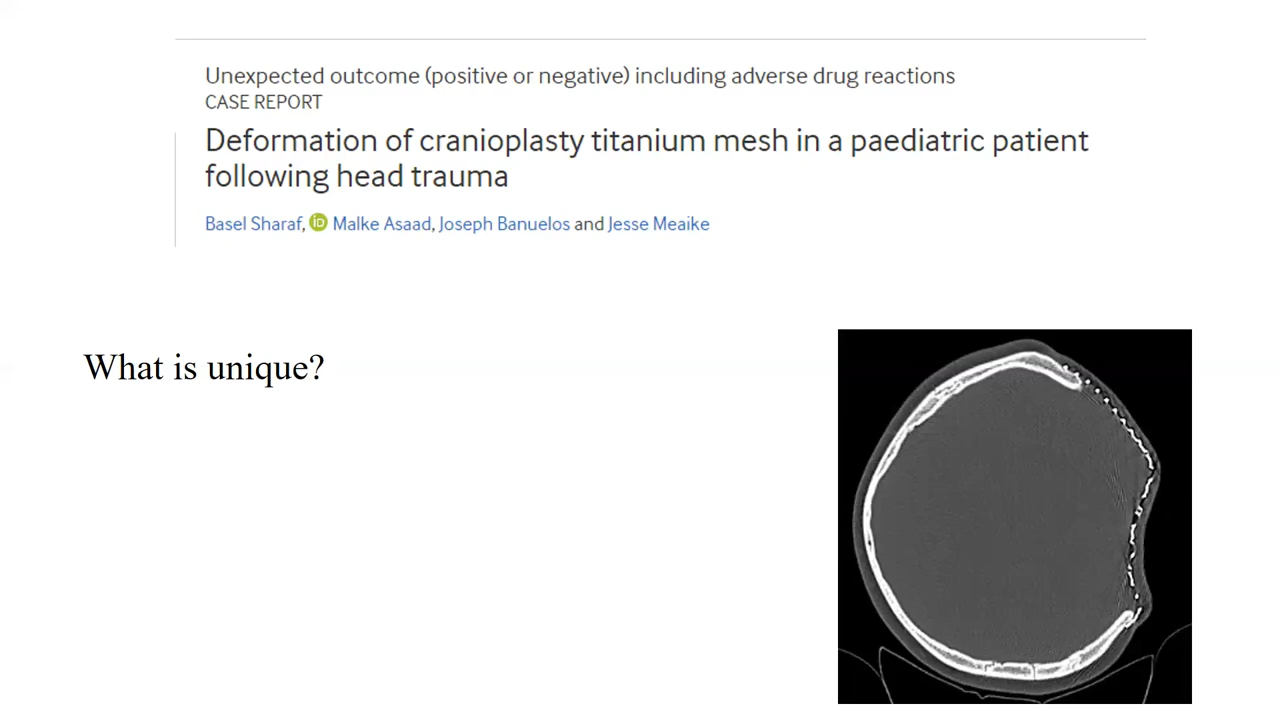 Unexpected outcome (positive or negative) including adverse drug reactions
CASE REPORT
Deformation of cranioplasty titanium mesh in a paediatric patient
following head trauma
Basel Sharaf, iD Malke Asaad, Joseph Banuelos and Jesse Meaike
What is unique?